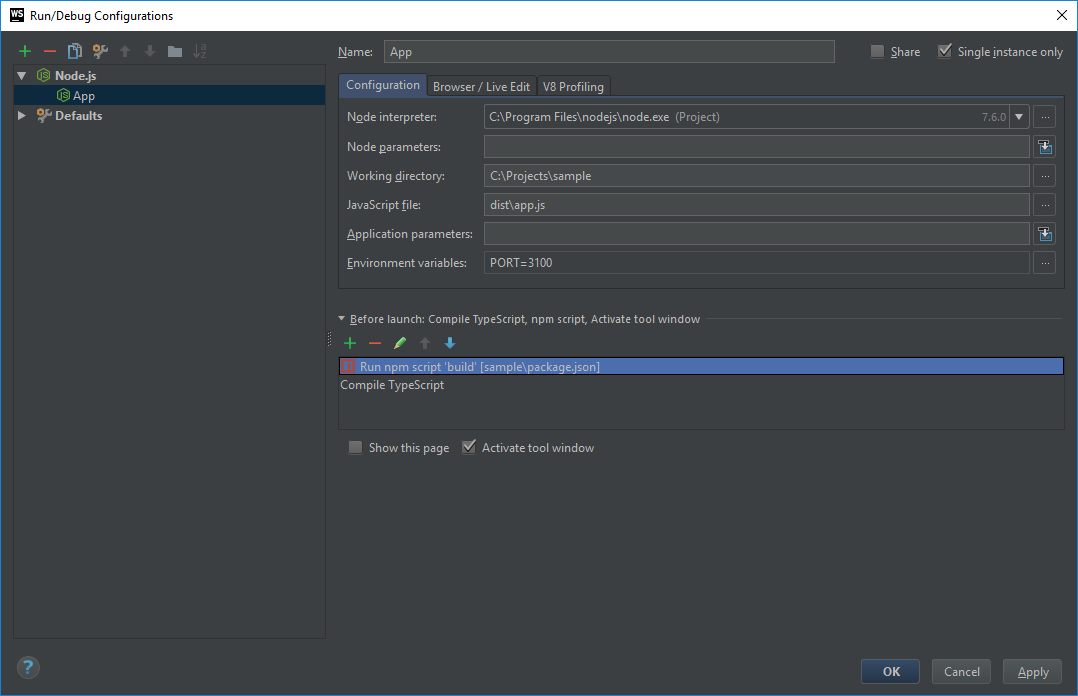 WS Run/Debug Configurations
Name: App Share Single instance only
Node.js
App
Defaults
Configuration Browser / Live Edit V8 Profiling
Node interpreter: C:\Program Files\nodejs\node.exe (Project) 7.6.0 ...
Node parameters:
Working directory: C:\Projects\sample ...
JavaScript file: dist\app.js ...
Application parameters:
Environment variables: PORT=3100 ...
Before launch: Compile TypeScript, npm script, Activate tool window
Run npm script 'build' [sample\package.json]
Compile TypeScript
Show this page Activate tool window
? OK Cancel Apply